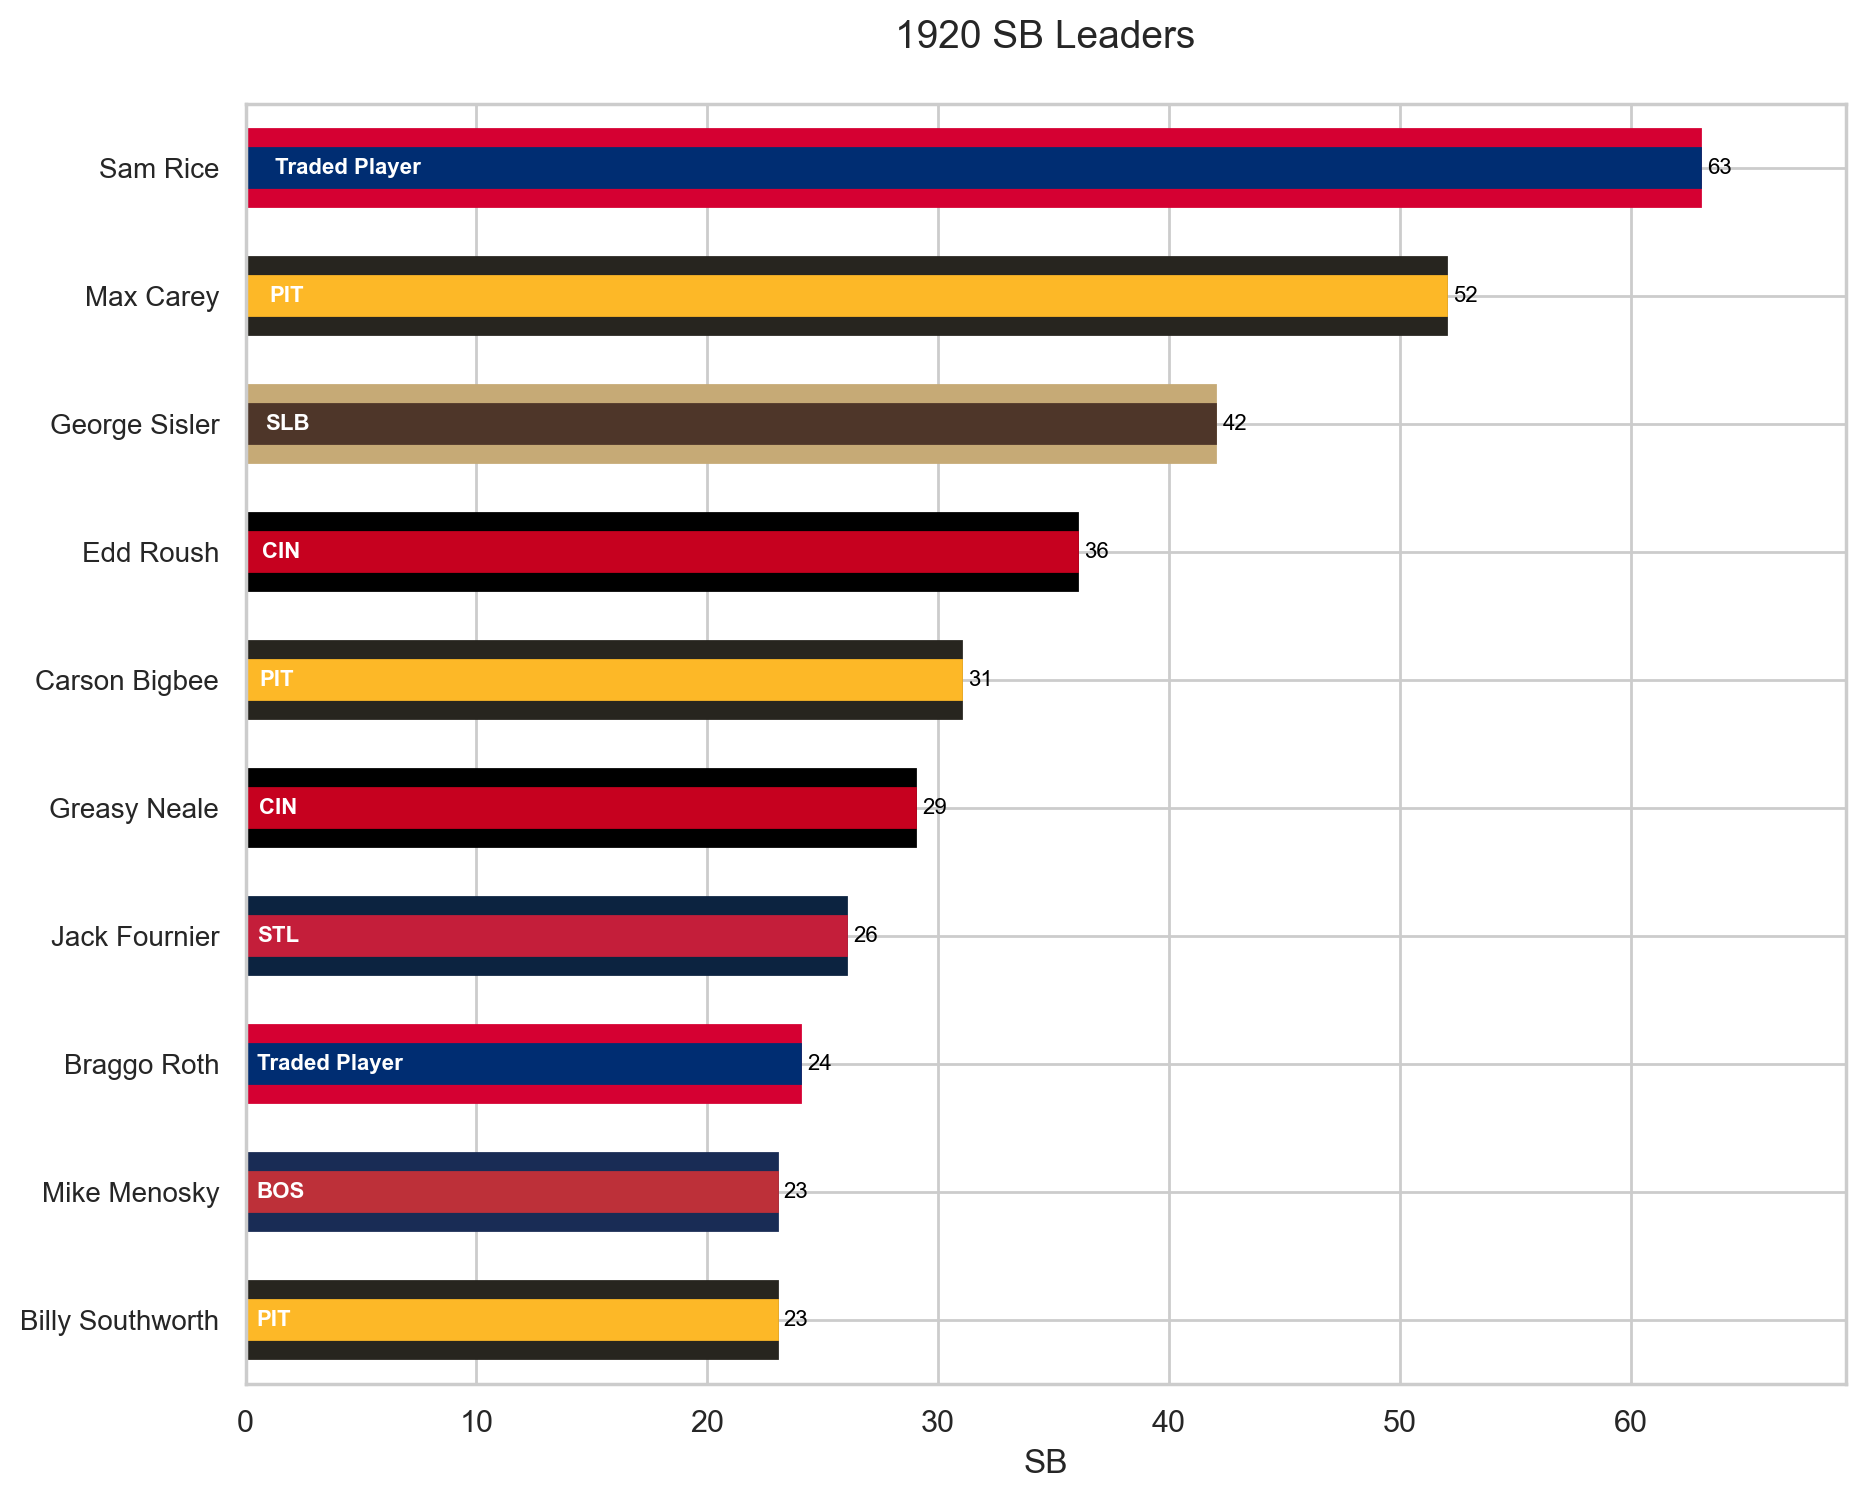 1920 SB Leaders
Sam Rice Traded Player 63
Max Carey PIT 52
George Sisler SLB 42
Edd Roush CIN 36
Carson Bigbee PIT 31
Greasy Neale CIN 29
Jack Fournier STL 26
Braggo Roth Traded Player 24
Mike Menosky BOS 23
Billy Southworth PIT 23
0 10 20 30 40 50 60
SB